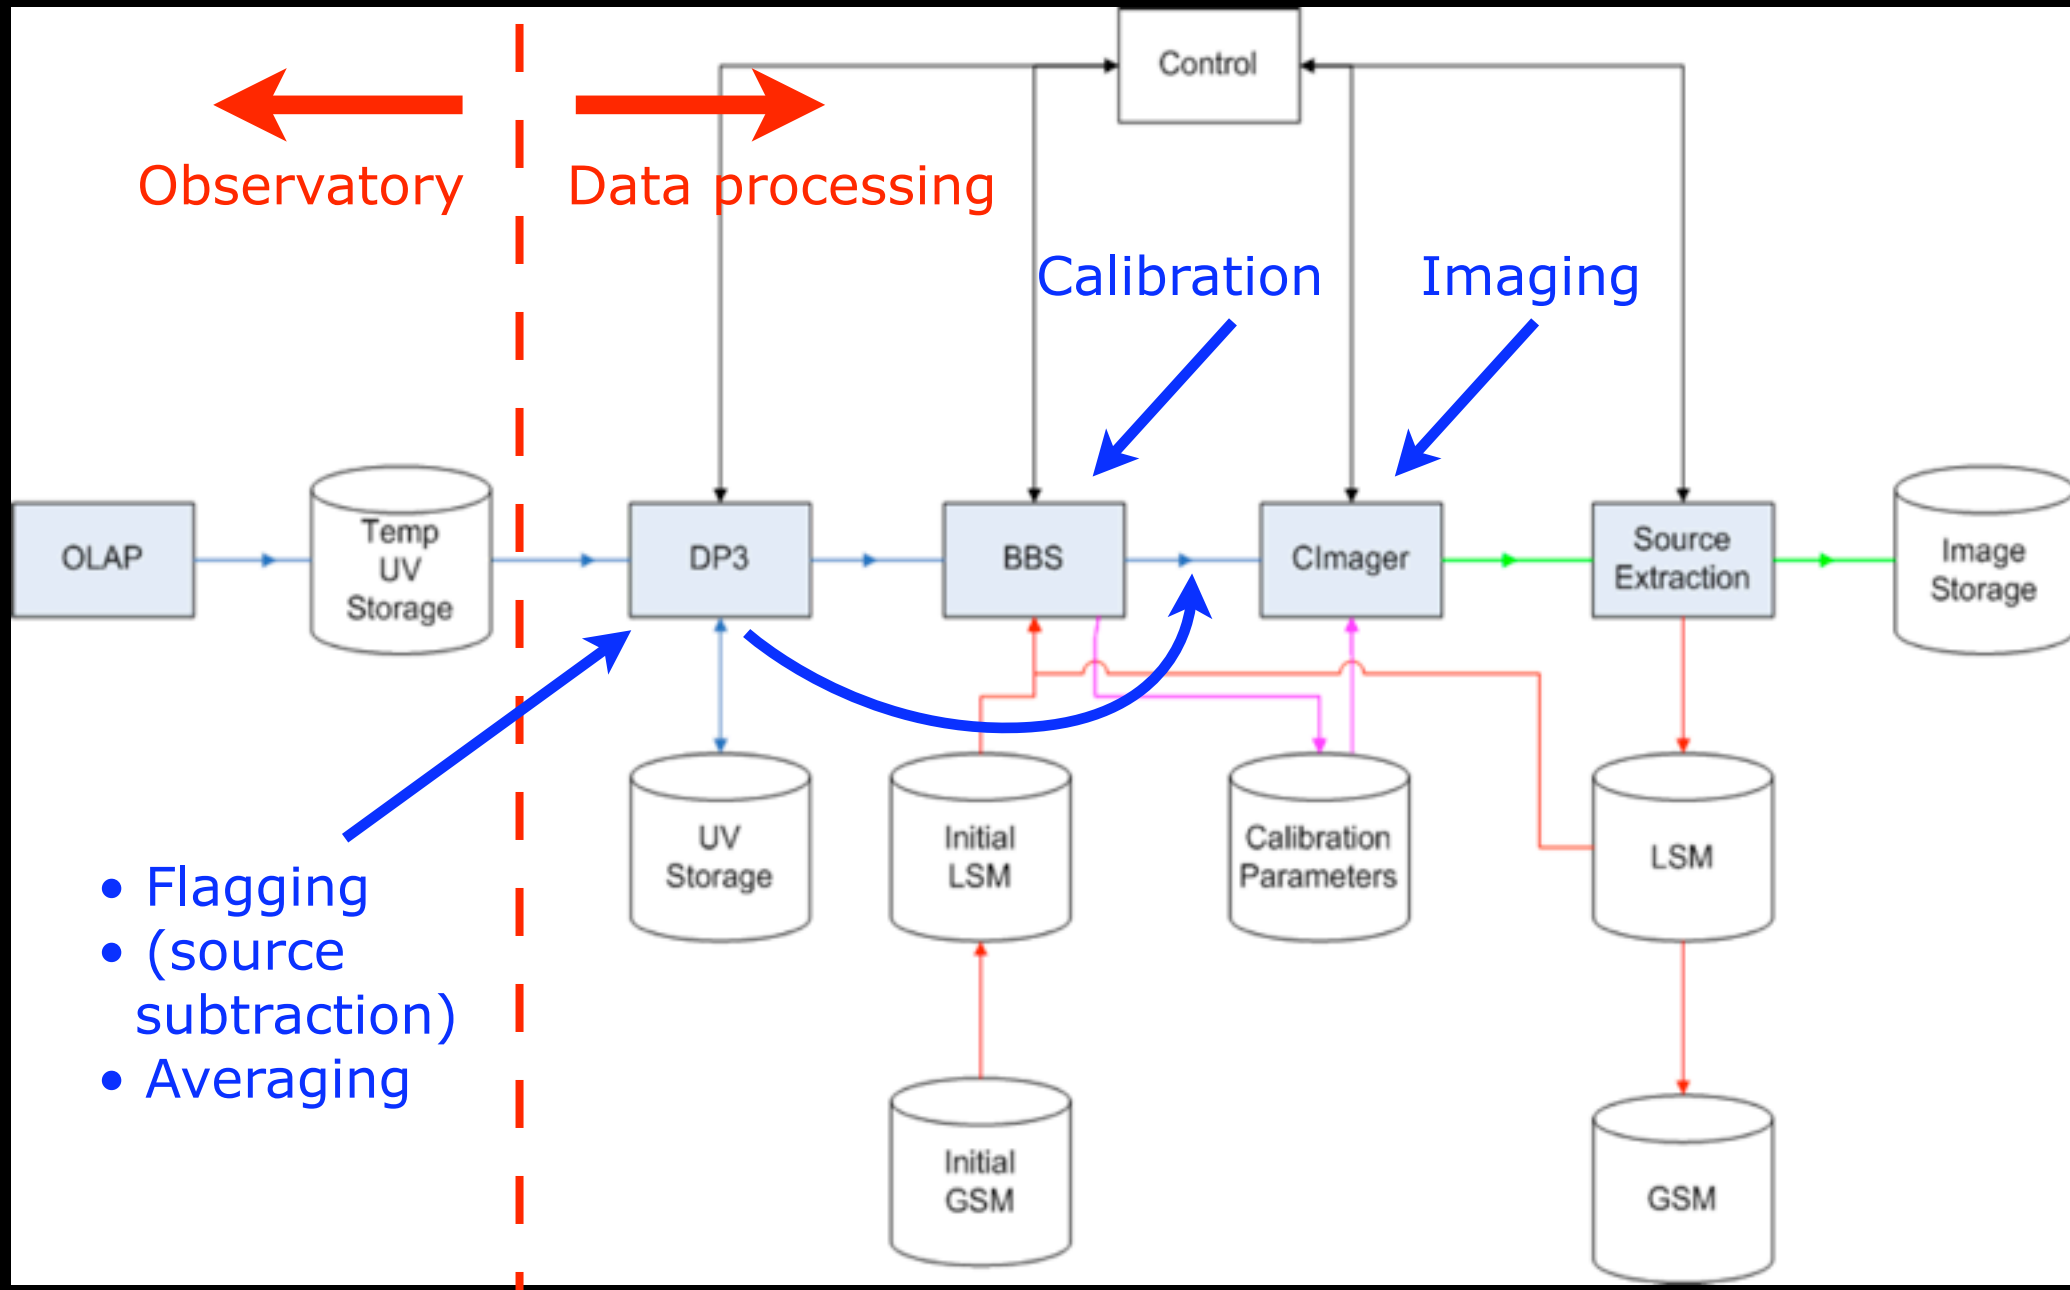 Control
Observatory
Data processing
Calibration
Imaging
OLAP
Temp
UV
Storage
DP3
BBS
CImager
Source
Extraction
Image
Storage
UV
Storage
Initial
LSM
Calibration
Parameters
LSM
• Flagging
• (source
subtraction)
• Averaging
Initial
GSM
GSM